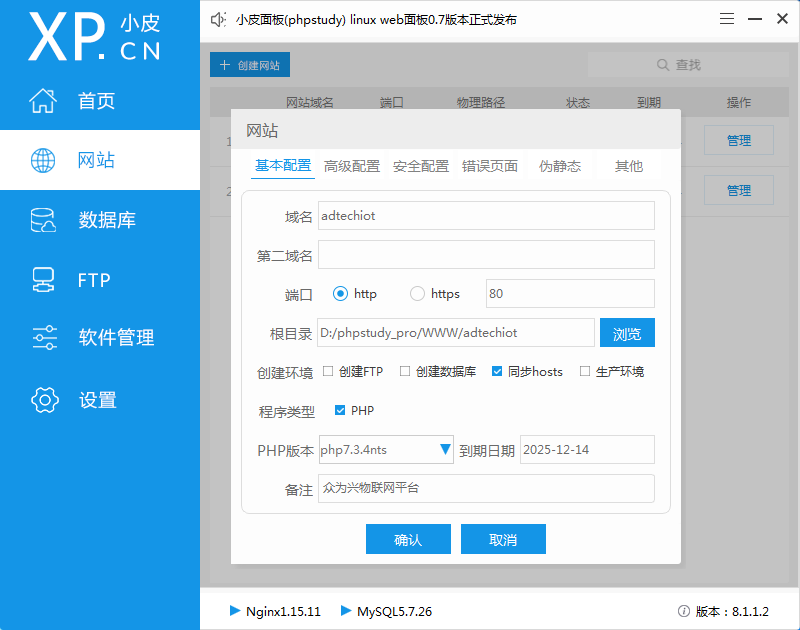 XP.CN 小皮
小皮面板(phpstudy) linux web面板0.7版本正式发布
首页
网站
数据库
FTP
软件管理
设置
创建网站
查找
网站域名 端口 物理路径 状态 到期 操作
1 管理
2 管理
网站
基本配置 高级配置 安全配置 错误页面 伪静态 其他
域名 adtechiot
第二域名
端口 http https 80
根目录 D:/phpstudy_pro/WWW/adtechiot 浏览
创建环境 创建FTP 创建数据库 同步hosts 生产环境
程序类型 PHP
PHP版本 php7.3.4nts 到期日期 2025-12-14
备注 众为兴物联网平台
确认 取消
Nginx1.15.11 MySQL5.7.26 版本：8.1.1.2